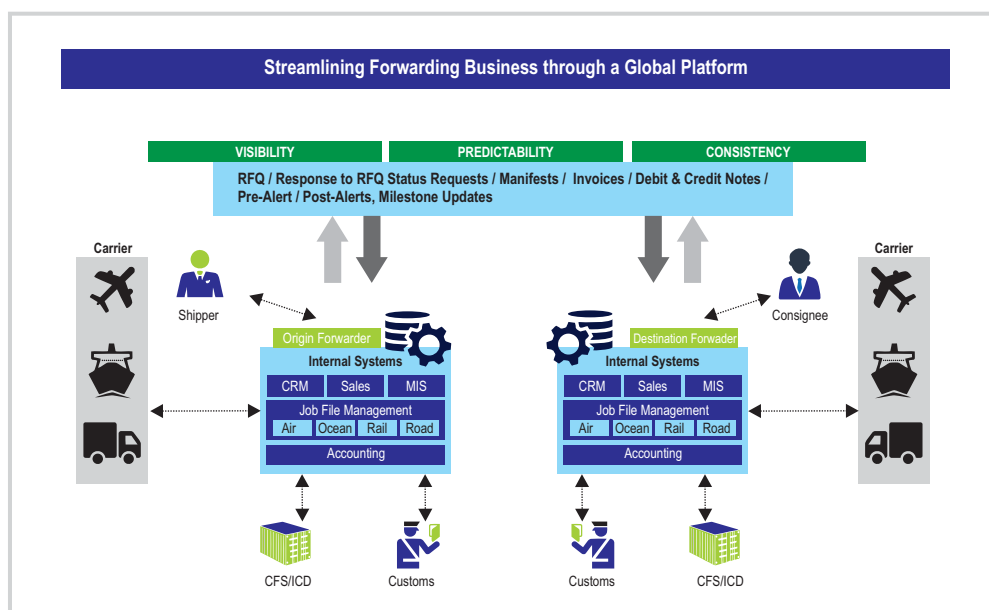 Streamlining Forwarding Business through a Global Platform
VISIBILITY
PREDICTABILITY
CONSISTENCY
RFQ / Response to RFQ Status Requests / Manifests / Invoices / Debit & Credit Notes /
Pre-Alert / Post-Alerts, Milestone Updates
Carrier
Shipper
Origin Forwarder
Internal Systems
CRM
Sales
MIS
Job File Management
Air
Ocean
Rail
Road
Accounting
CFS/ICD
Customs
Carrier
Consignee
Destination Forwader
Internal Systems
CRM
Sales
MIS
Job File Management
Air
Ocean
Rail
Road
Accounting
Customs
CFS/ICD